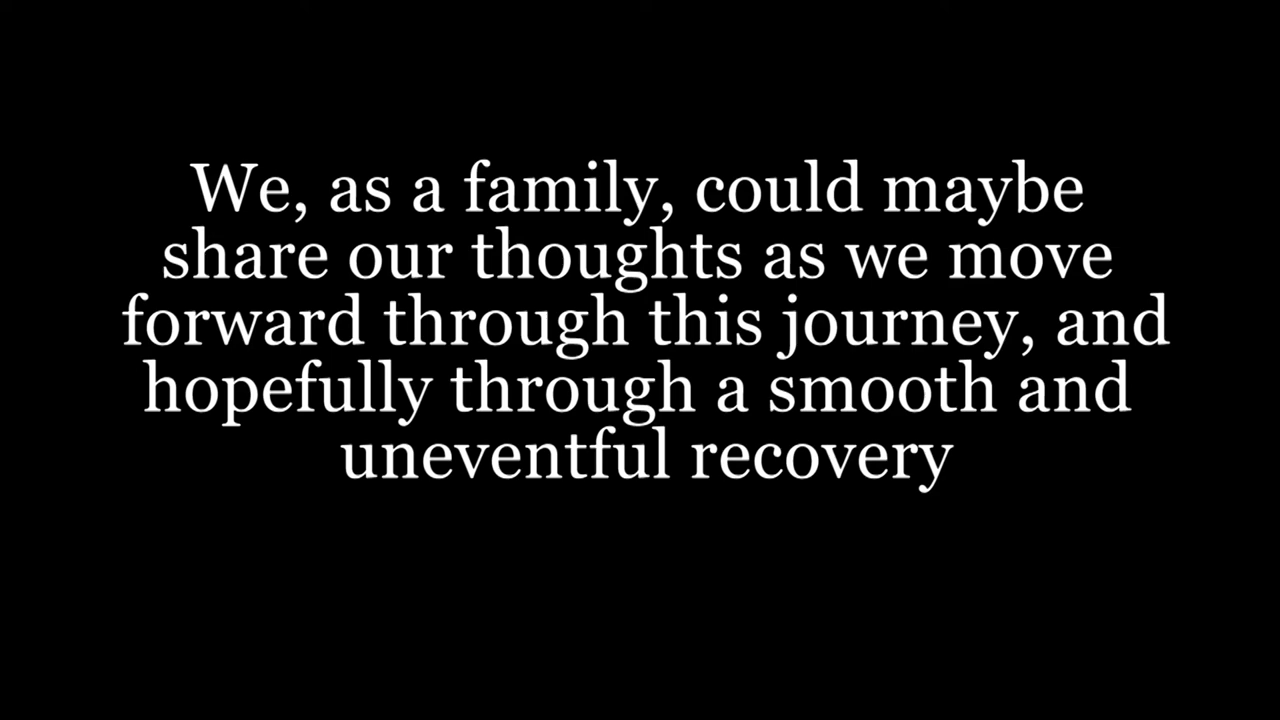 We, as a family, could maybe
share our thoughts as we move
forward through this journey, and
hopefully through a smooth and
uneventful recovery